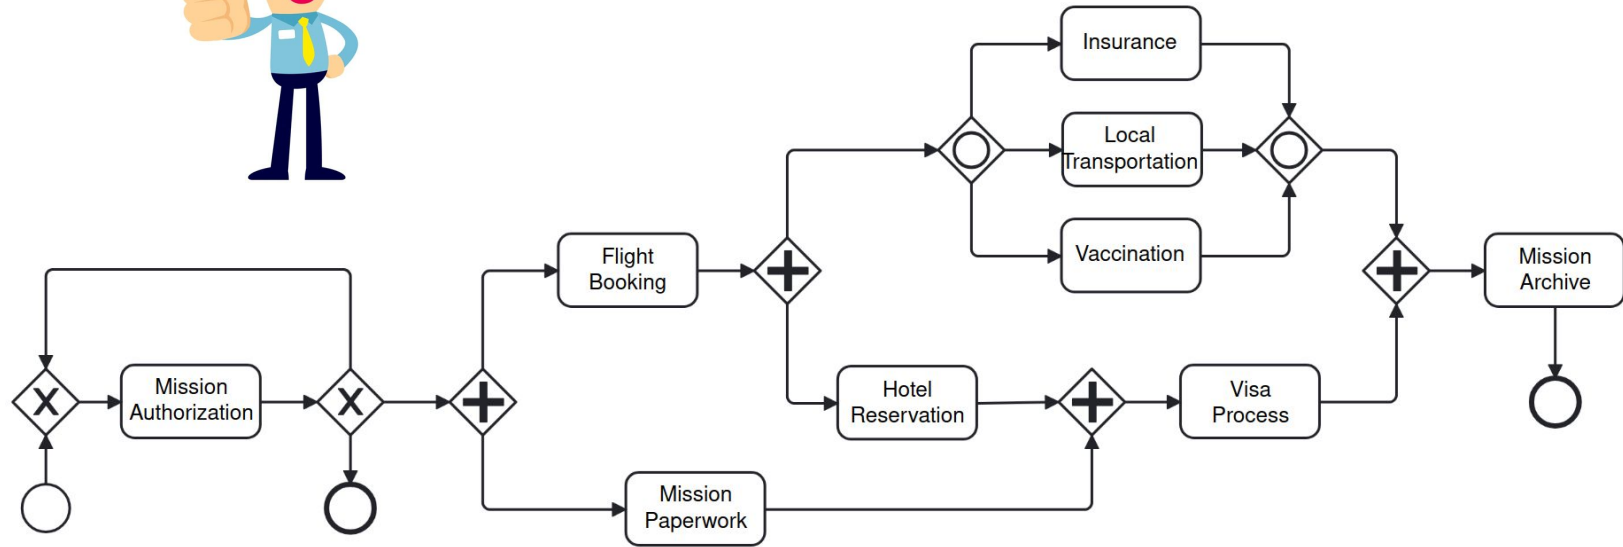 Insurance
Local
Transportation
Vaccination
Flight
Booking
Mission
Archive
Mission
Authorization
Hotel
Reservation
Visa
Process
Mission
Paperwork